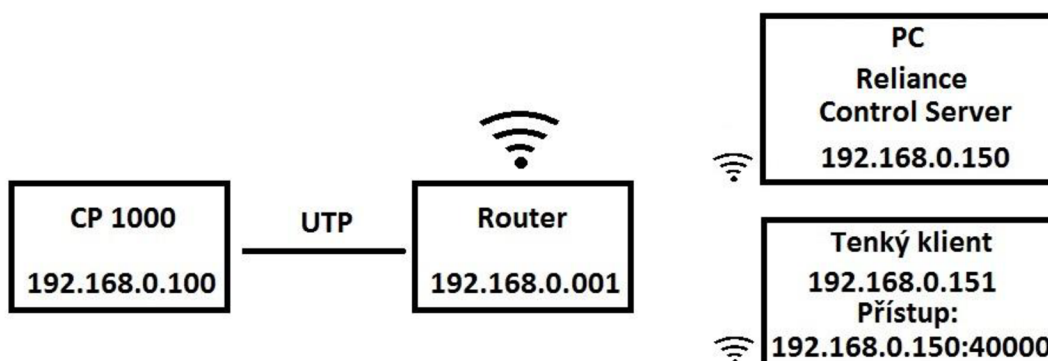 CP 1000
192.168.0.100
UTP
Router
192.168.0.001
PC
Reliance
Control Server
192.168.0.150
Tenký klient
192.168.0.151
Přístup:
192.168.0.150:40000